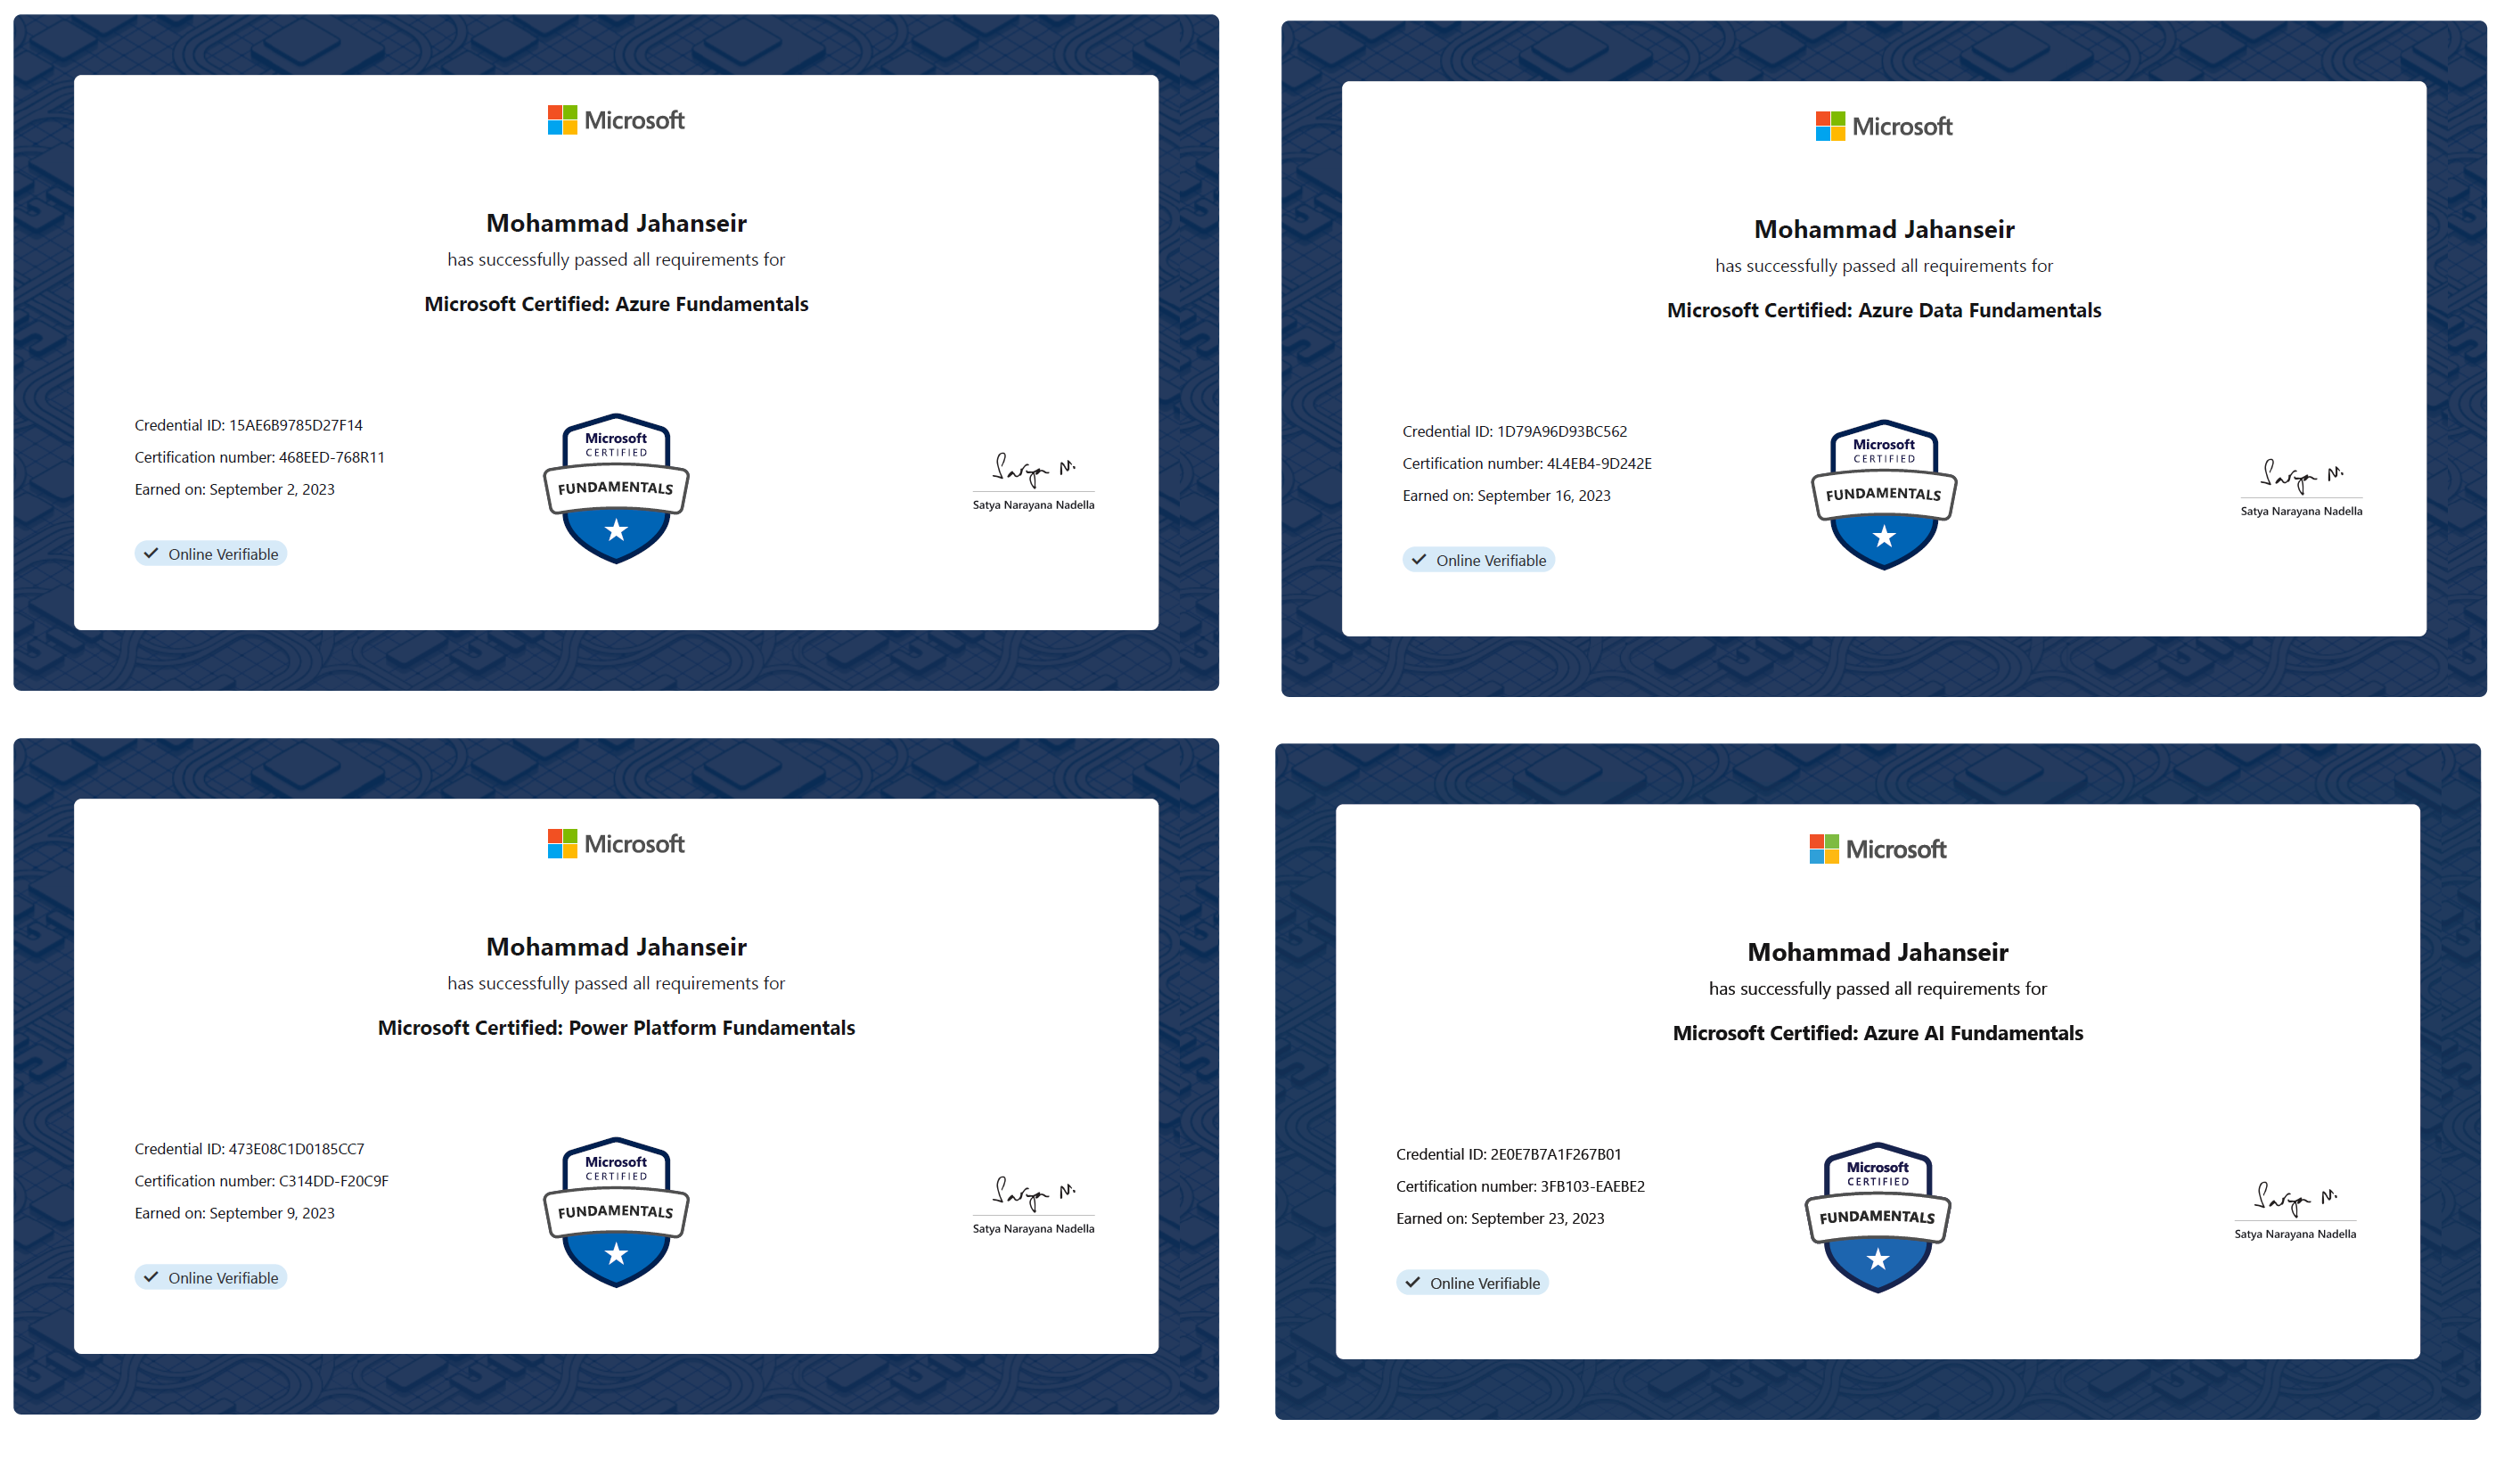 Microsoft
Mohammad Jahanseir
has successfully passed all requirements for
Microsoft Certified: Azure Fundamentals
Credential ID: 15AE6B9785D27F14
Certification number: 468EED-768R11
Earned on: September 2, 2023
Online Verifiable
Microsoft
CERTIFIED
FUNDAMENTALS
Satya N.
Satya Narayana Nadella
Microsoft
Mohammad Jahanseir
has successfully passed all requirements for
Microsoft Certified: Azure Data Fundamentals
Credential ID: 1D79A96D93BC562
Certification number: 4L4EB4-9D242E
Earned on: September 16, 2023
Online Verifiable
Microsoft
CERTIFIED
FUNDAMENTALS
Satya N.
Satya Narayana Nadella
Microsoft
Mohammad Jahanseir
has successfully passed all requirements for
Microsoft Certified: Power Platform Fundamentals
Credential ID: 473E08C1D0185CC7
Certification number: C314DD-F20C9F
Earned on: September 9, 2023
Online Verifiable
Microsoft
CERTIFIED
FUNDAMENTALS
Satya N.
Satya Narayana Nadella
Microsoft
Mohammad Jahanseir
has successfully passed all requirements for
Microsoft Certified: Azure AI Fundamentals
Credential ID: 2E0E7B7A1F267B01
Certification number: 3FB103-EAEBE2
Earned on: September 23, 2023
Online Verifiable
Microsoft
CERTIFIED
FUNDAMENTALS
Satya N.
Satya Narayana Nadella